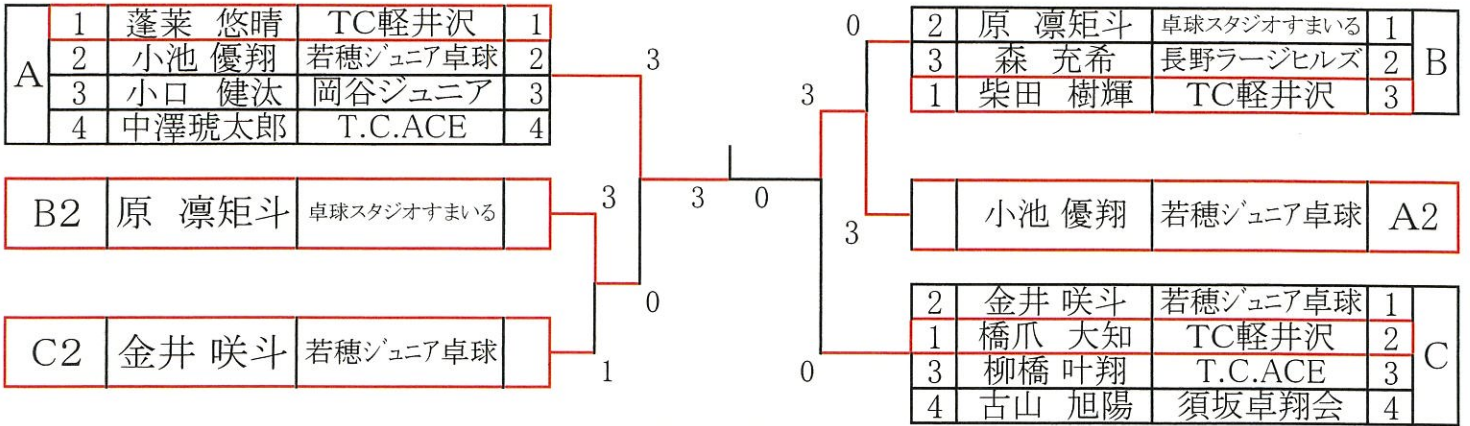 A
1 蓬莱 悠晴 TC軽井沢 1
2 小池 優翔 若穂ジュニア卓球 2
3 小口 健汰 岡谷ジュニア 3
4 中澤琥太郎 T.C.ACE 4
B2 原 凛矩斗 卓球スタジオすまいる
C2 金井 咲斗 若穂ジュニア卓球
3
3
0
1
3
0
0
3
3
0
2 原 凛矩斗 卓球スタジオすまいる 1
3 森 充希 長野ラージヒルズ 2
1 柴田 樹輝 TC軽井沢 3
B
小池 優翔 若穂ジュニア卓球 A2
2 金井 咲斗 若穂ジュニア卓球 1
1 橋爪 大知 TC軽井沢 2
3 柳橋 叶翔 T.C.ACE 3
4 古山 旭陽 須坂卓翔会 4
C